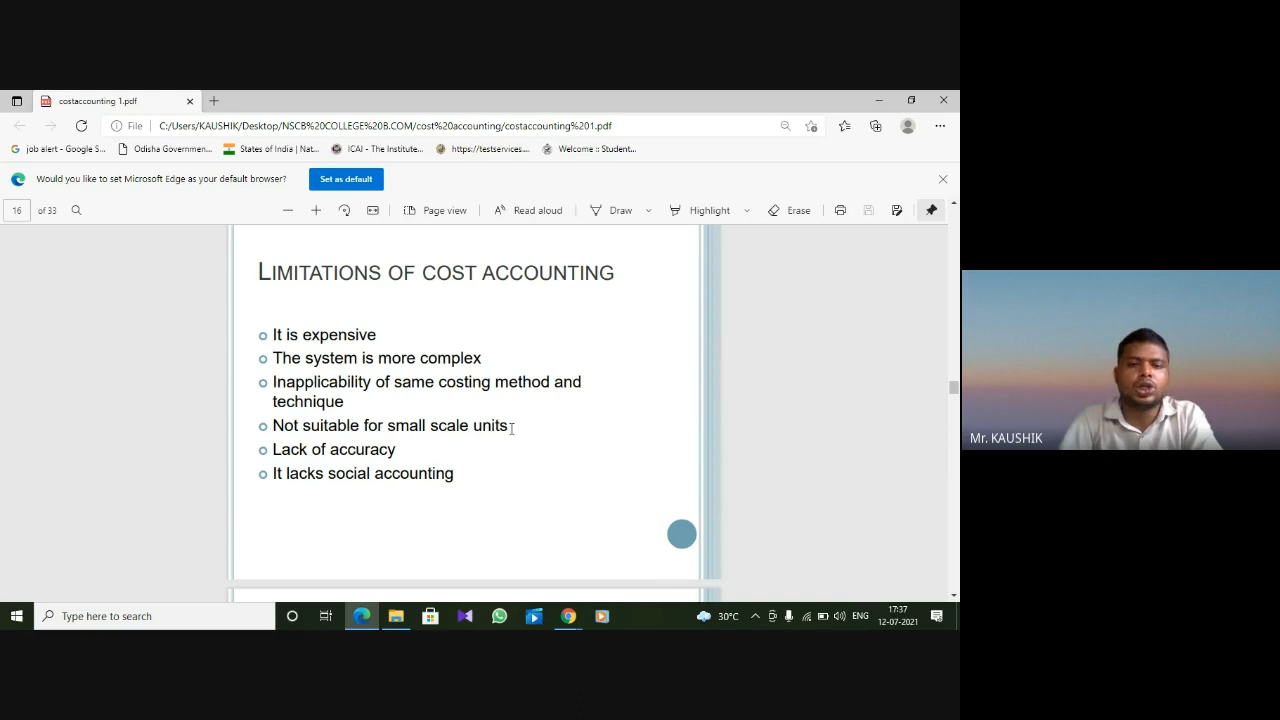 costaccounting 1.pdf
File C:/Users/KAUSHIK/Desktop/NSCB%20COLLEGE%20B.COM/cost%20accounting/costaccounting%201.pdf
job alert - Google S... Odisha Governmen... States of India | Nat... ICAI - The Institute... https://testservices.... Welcome :: Student...
Would you like to set Microsoft Edge as your default browser? Set as default
16 of 33 Page view Read aloud Draw Highlight Erase
LIMITATIONS OF COST ACCOUNTING
It is expensive
The system is more complex
Inapplicability of same costing method and
technique
Not suitable for small scale units
Lack of accuracy
It lacks social accounting
Mr. KAUSHIK
Type here to search
30°C ENG
17:37
12-07-2021